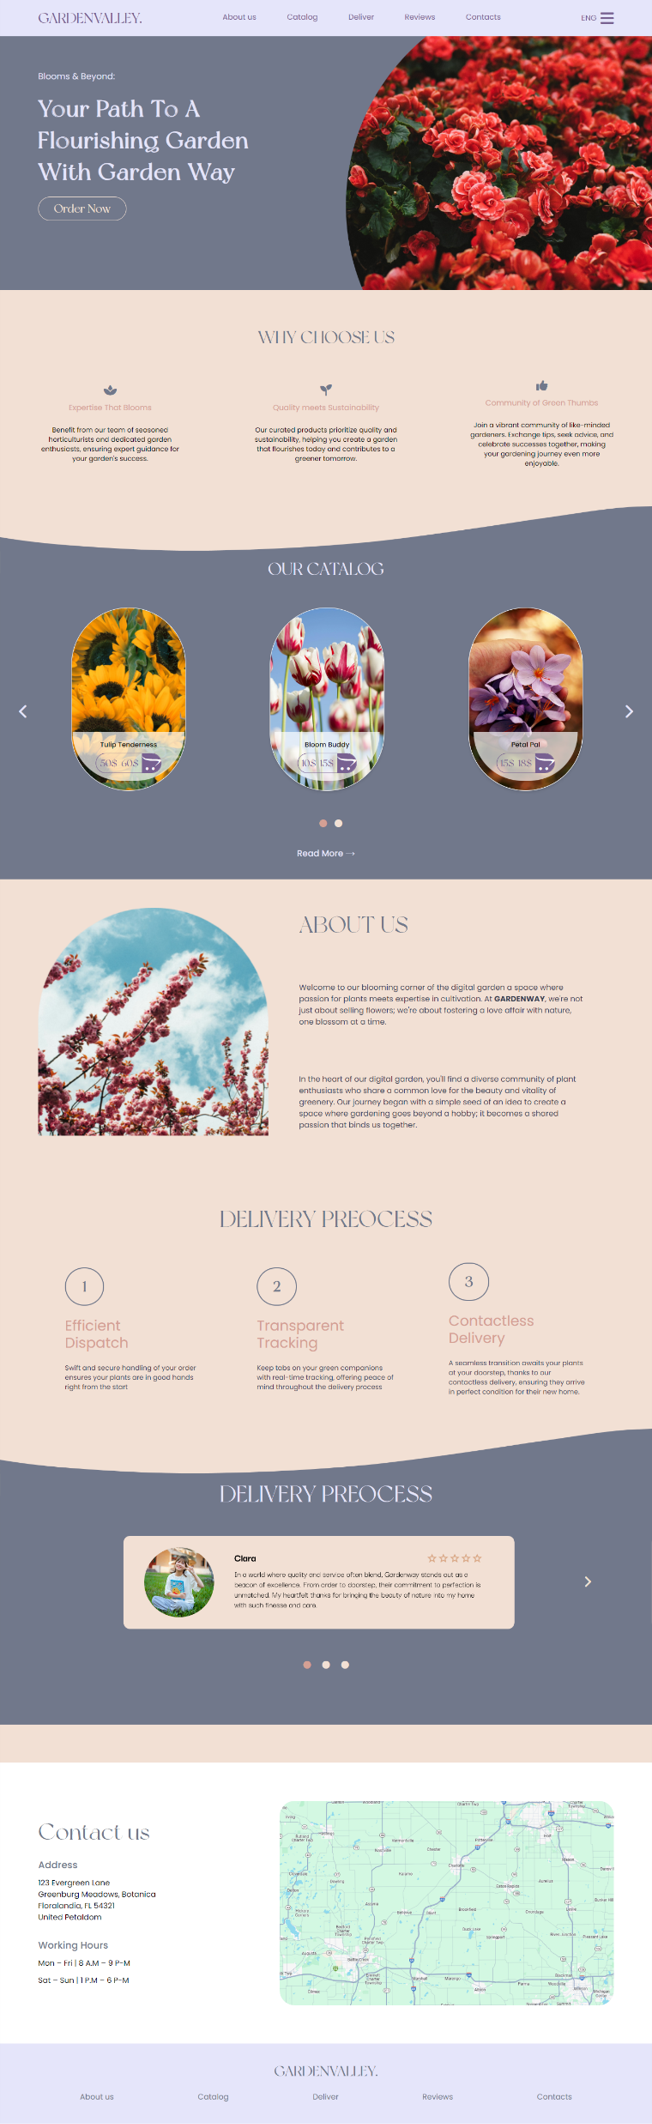 GARDENVALLEY.
About us
Catalog
Deliver
Reviews
Contacts
ENG
Blooms & Beyond:
Your Path To A
Flourishing Garden
With Garden Way
Order Now
WHY CHOOSE US
Expertise That Blooms
Benefit from our team of seasoned
horticulturists and dedicated garden
enthusiasts, ensuring expert guidance for
your garden's success.
Quality meets Sustainability
Our curated products prioritize quality and
sustainability, helping you create a garden
that flourishes today and contributes to a
greener tomorrow.
Community of Green Thumbs
Join a vibrant community of like-minded
gardeners. Exchange tips, seek advice, and
celebrate successes together, making
your gardening journey even more
enjoyable.
OUR CATALOG
Tulip Tenderness
50$ 60$
Bloom Buddy
10$ 15$
Petal Pal
15$ 18$
Read More →
ABOUT US
Welcome to our blooming corner of the digital garden a space where
passion for plants meets expertise in cultivation. At GARDENWAY, we're not
just about selling flowers; we're about fostering a love affair with nature,
one blossom at a time.
In the heart of our digital garden, you'll find a diverse community of plant
enthusiasts who share a common love for the beauty and vitality of
greenery. Our journey began with a simple seed of an idea to create a
space where gardening goes beyond a hobby; it becomes a shared
passion that binds us together.
DELIVERY PREOCESS
1
Efficient
Dispatch
Swift and secure handling of your order
ensures your plants are in good hands
right from the start
2
Transparent
Tracking
Keep tabs on your green companions
with real-time tracking, offering peace of
mind throughout the delivery process
3
Contactless
Delivery
A seamless transition awaits your plants
at your doorstep, thanks to our
contactless delivery, ensuring they arrive
in perfect condition for their new home.
DELIVERY PREOCESS
Clara
In a world where quality and service often blend, Gardenway stands out as a
beacon of excellence. From order to doorstep, their commitment to perfection is
unmatched. My heartfelt thanks for bringing the beauty of nature into my home
with such finesse and care.
Contact us
Address
123 Evergreen Lane
Greenburg Meadows, Botanica
Floralandia, FL 54321
United Petaldom
Working Hours
Mon – Fri | 8 A.M – 9 P-M
Sat – Sun | 1 P.M – 6 P-M
GARDENVALLEY.
About us
Catalog
Deliver
Reviews
Contacts